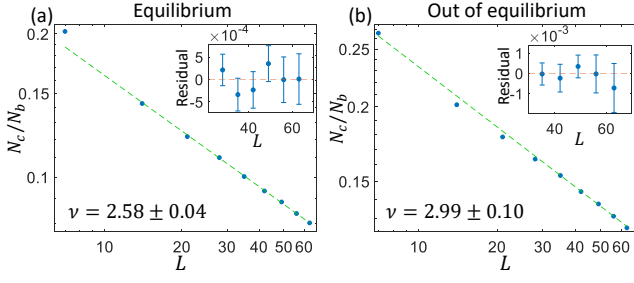 (a) Equilibrium
0.2
0.15
0.1
N_c/N_b
10 20 30 40 50 60
L
ν = 2.58 ± 0.04
×10⁻⁴
5
0
-5
Residual
40 60
L
(b) Out of equilibrium
0.25
0.2
0.15
N_c/N_b
10 20 30 40 50 60
L
ν = 2.99 ± 0.10
×10⁻³
1
0
-1
Residual
40 60
L